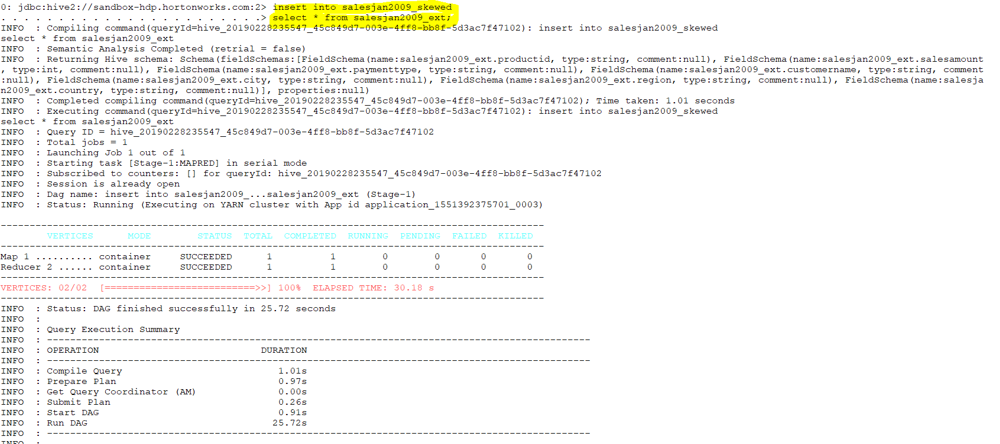 0: jdbc:hive2://sandbox-hdp.hortonworks.com:2> insert into salesjan2009_skewed
. . . . . . . . . . . . . . . . . . . . . . .> select * from salesjan2009_ext;
INFO  : Compiling command(queryId=hive_20190228235547_45c849d7-003e-4ff8-bb8f-5d3ac7f47102): insert into salesjan2009_skewed
select * from salesjan2009_ext
INFO  : Semantic Analysis Completed (retrial = false)
INFO  : Returning Hive schema: Schema(fieldSchemas:[FieldSchema(name:salesjan2009_ext.productid, type:string, comment:null), FieldSchema(name:salesjan2009_ext.salesamount
, type:int, comment:null), FieldSchema(name:salesjan2009_ext.paymenttype, type:string, comment:null), FieldSchema(name:salesjan2009_ext.customername, type:string, comment
:null), FieldSchema(name:salesjan2009_ext.city, type:string, comment:null), FieldSchema(name:salesjan2009_ext.region, type:string, comment:null), FieldSchema(name:salesja
n2009_ext.country, type:string, comment:null)], properties:null)
INFO  : Completed compiling command(queryId=hive_20190228235547_45c849d7-003e-4ff8-bb8f-5d3ac7f47102); Time taken: 1.01 seconds
INFO  : Executing command(queryId=hive_20190228235547_45c849d7-003e-4ff8-bb8f-5d3ac7f47102): insert into salesjan2009_skewed
select * from salesjan2009_ext
INFO  : Query ID = hive_20190228235547_45c849d7-003e-4ff8-bb8f-5d3ac7f47102
INFO  : Total jobs = 1
INFO  : Launching Job 1 out of 1
INFO  : Starting task [Stage-1:MAPRED] in serial mode
INFO  : Subscribed to counters: [] for queryId: hive_20190228235547_45c849d7-003e-4ff8-bb8f-5d3ac7f47102
INFO  : Session is already open
INFO  : Dag name: insert into salesjan2009_...salesjan2009_ext (Stage-1)
INFO  : Status: Running (Executing on YARN cluster with App id application_1551392375701_0003)
----------------------------------------------------------------------------------------------
        VERTICES      MODE        STATUS  TOTAL  COMPLETED  RUNNING  PENDING  FAILED  KILLED
----------------------------------------------------------------------------------------------
Map 1 .......... container     SUCCEEDED      1          1        0        0       0       0
Reducer 2 ...... container     SUCCEEDED      1          1        0        0       0       0
----------------------------------------------------------------------------------------------
VERTICES: 02/02  [==========================>>] 100%  ELAPSED TIME: 30.18 s
----------------------------------------------------------------------------------------------
INFO  : Status: DAG finished successfully in 25.72 seconds
INFO  :
INFO  : Query Execution Summary
INFO  : ----------------------------------------------------------------------------------------------
INFO  : OPERATION                            DURATION
INFO  : ----------------------------------------------------------------------------------------------
INFO  : Compile Query                           1.01s
INFO  : Prepare Plan                            0.97s
INFO  : Get Query Coordinator (AM)              0.00s
INFO  : Submit Plan                             0.26s
INFO  : Start DAG                               0.91s
INFO  : Run DAG                                25.72s
INFO  : ----------------------------------------------------------------------------------------------
INFO  :